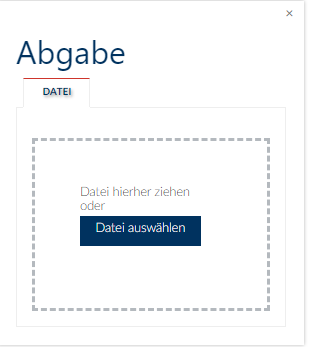 ×
Abgabe
DATEI
Datei hierher ziehen
oder
Datei auswählen